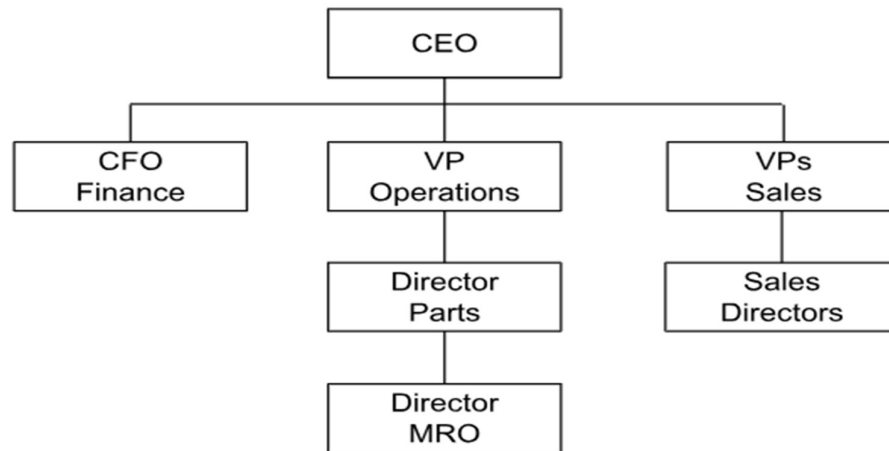 CEO
CFO
Finance
VP
Operations
VPs
Sales
Director
Parts
Sales
Directors
Director
MRO